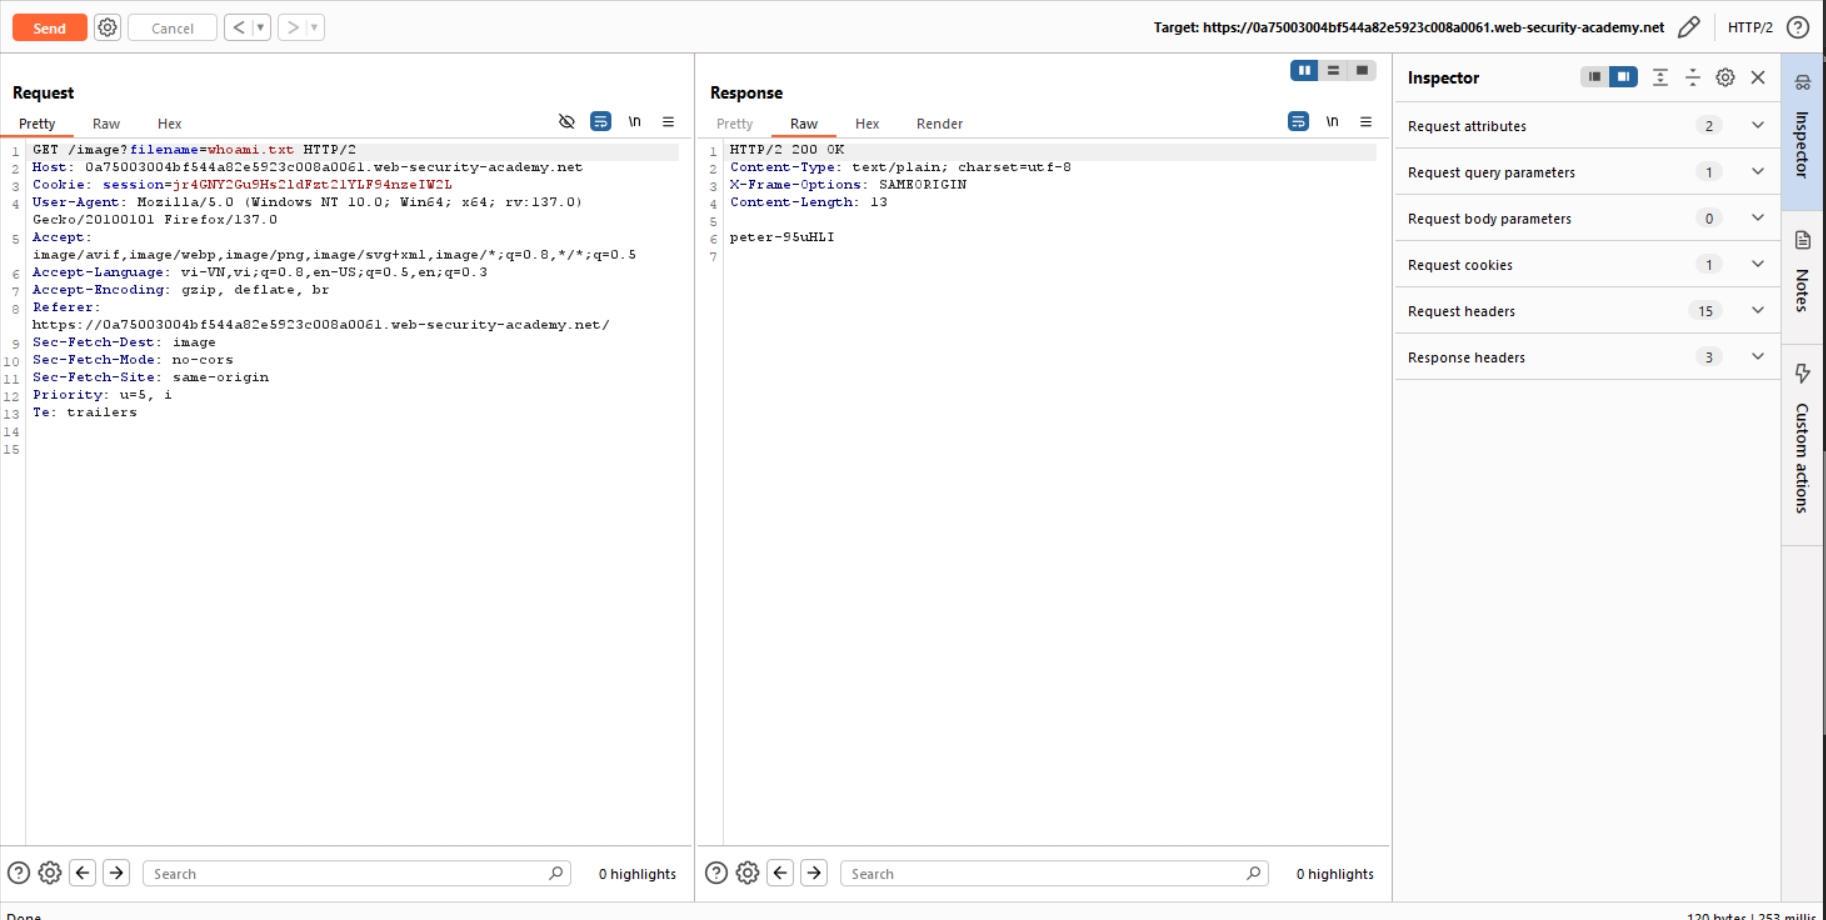 Send
Cancel
Target: https://0a75003004bf544a82e5923c008a0061.web-security-academy.net
HTTP/2
Request
Pretty Raw Hex
\n
1 GET /image?filename=whoami.txt HTTP/2
2 Host: 0a75003004bf544a82e5923c008a0061.web-security-academy.net
3 Cookie: session=jr4GNY2Gu9Hs2ldFzt21YLF94nzeIW2L
4 User-Agent: Mozilla/5.0 (Windows NT 10.0; Win64; x64; rv:137.0)
Gecko/20100101 Firefox/137.0
5 Accept:
image/avif,image/webp,image/png,image/svg+xml,image/*;q=0.8,*/*;q=0.5
6 Accept-Language: vi-VN,vi;q=0.8,en-US;q=0.5,en;q=0.3
7 Accept-Encoding: gzip, deflate, br
8 Referer:
https://0a75003004bf544a82e5923c008a0061.web-security-academy.net/
9 Sec-Fetch-Dest: image
10 Sec-Fetch-Mode: no-cors
11 Sec-Fetch-Site: same-origin
12 Priority: u=5, i
13 Te: trailers
14
15
Search
0 highlights
Response
Pretty Raw Hex Render
\n
1 HTTP/2 200 OK
2 Content-Type: text/plain; charset=utf-8
3 X-Frame-Options: SAMEORIGIN
4 Content-Length: 13
5
6 peter-95uHLI
7
Search
0 highlights
Inspector
Request attributes 2
Request query parameters 1
Request body parameters 0
Request cookies 1
Request headers 15
Response headers 3
Inspector
Notes
Custom actions
Done
120 bytes | 253 millis